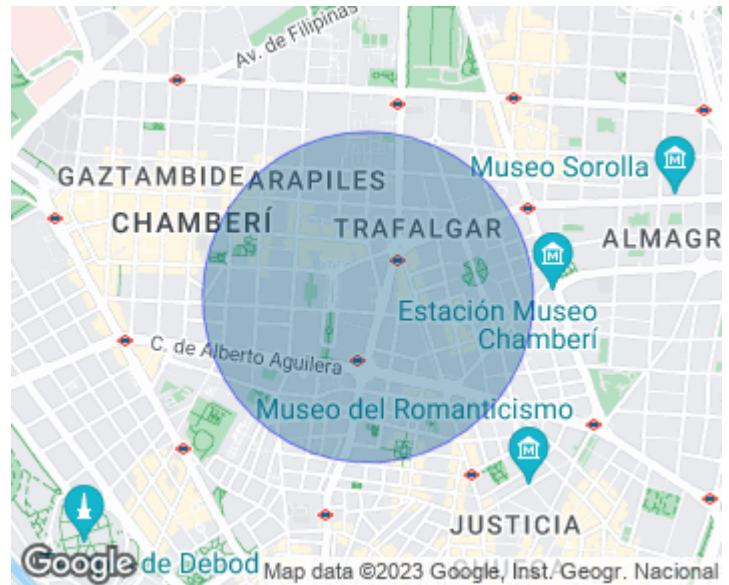 Av. de Filipinas
Museo Sorolla
GAZTAMBIDE
ARAPILES
CHAMBERÍ
TRAFALGAR
ALMAGR
Estación Museo
Chamberí
C. de Alberto Aguilera
Museo del Romanticismo
JUSTICIA
Google
de Debod
Map data ©2023 Google, Inst. Geogr. Nacional